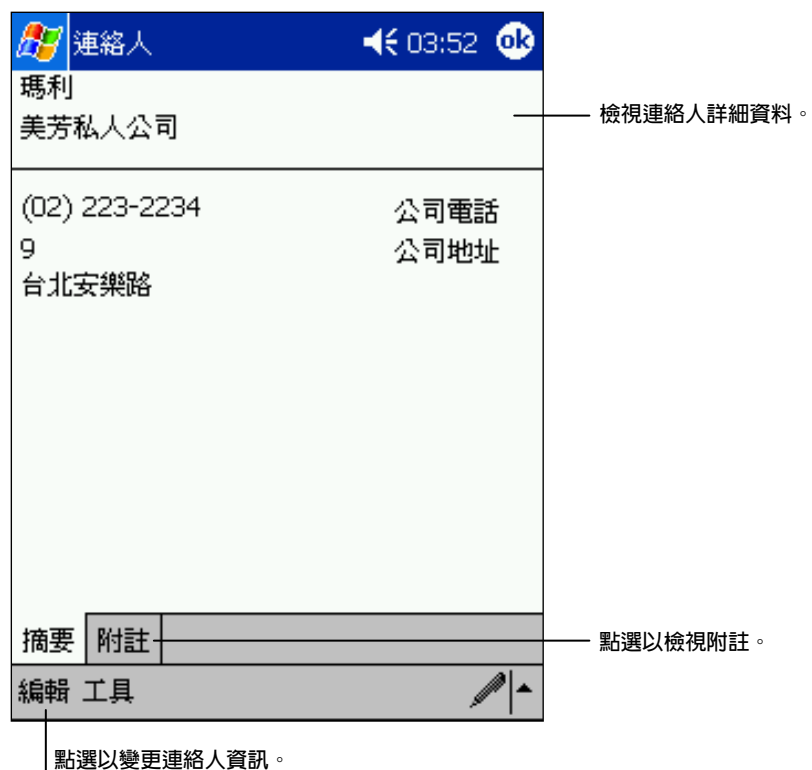 連絡人 03:52 ok
瑪利
美芳私人公司
檢視連絡人詳細資料。
(02) 223-2234 公司電話
9 公司地址
台北安樂路
摘要 附註
點選以檢視附註。
編輯 工具
點選以變更連絡人資訊。